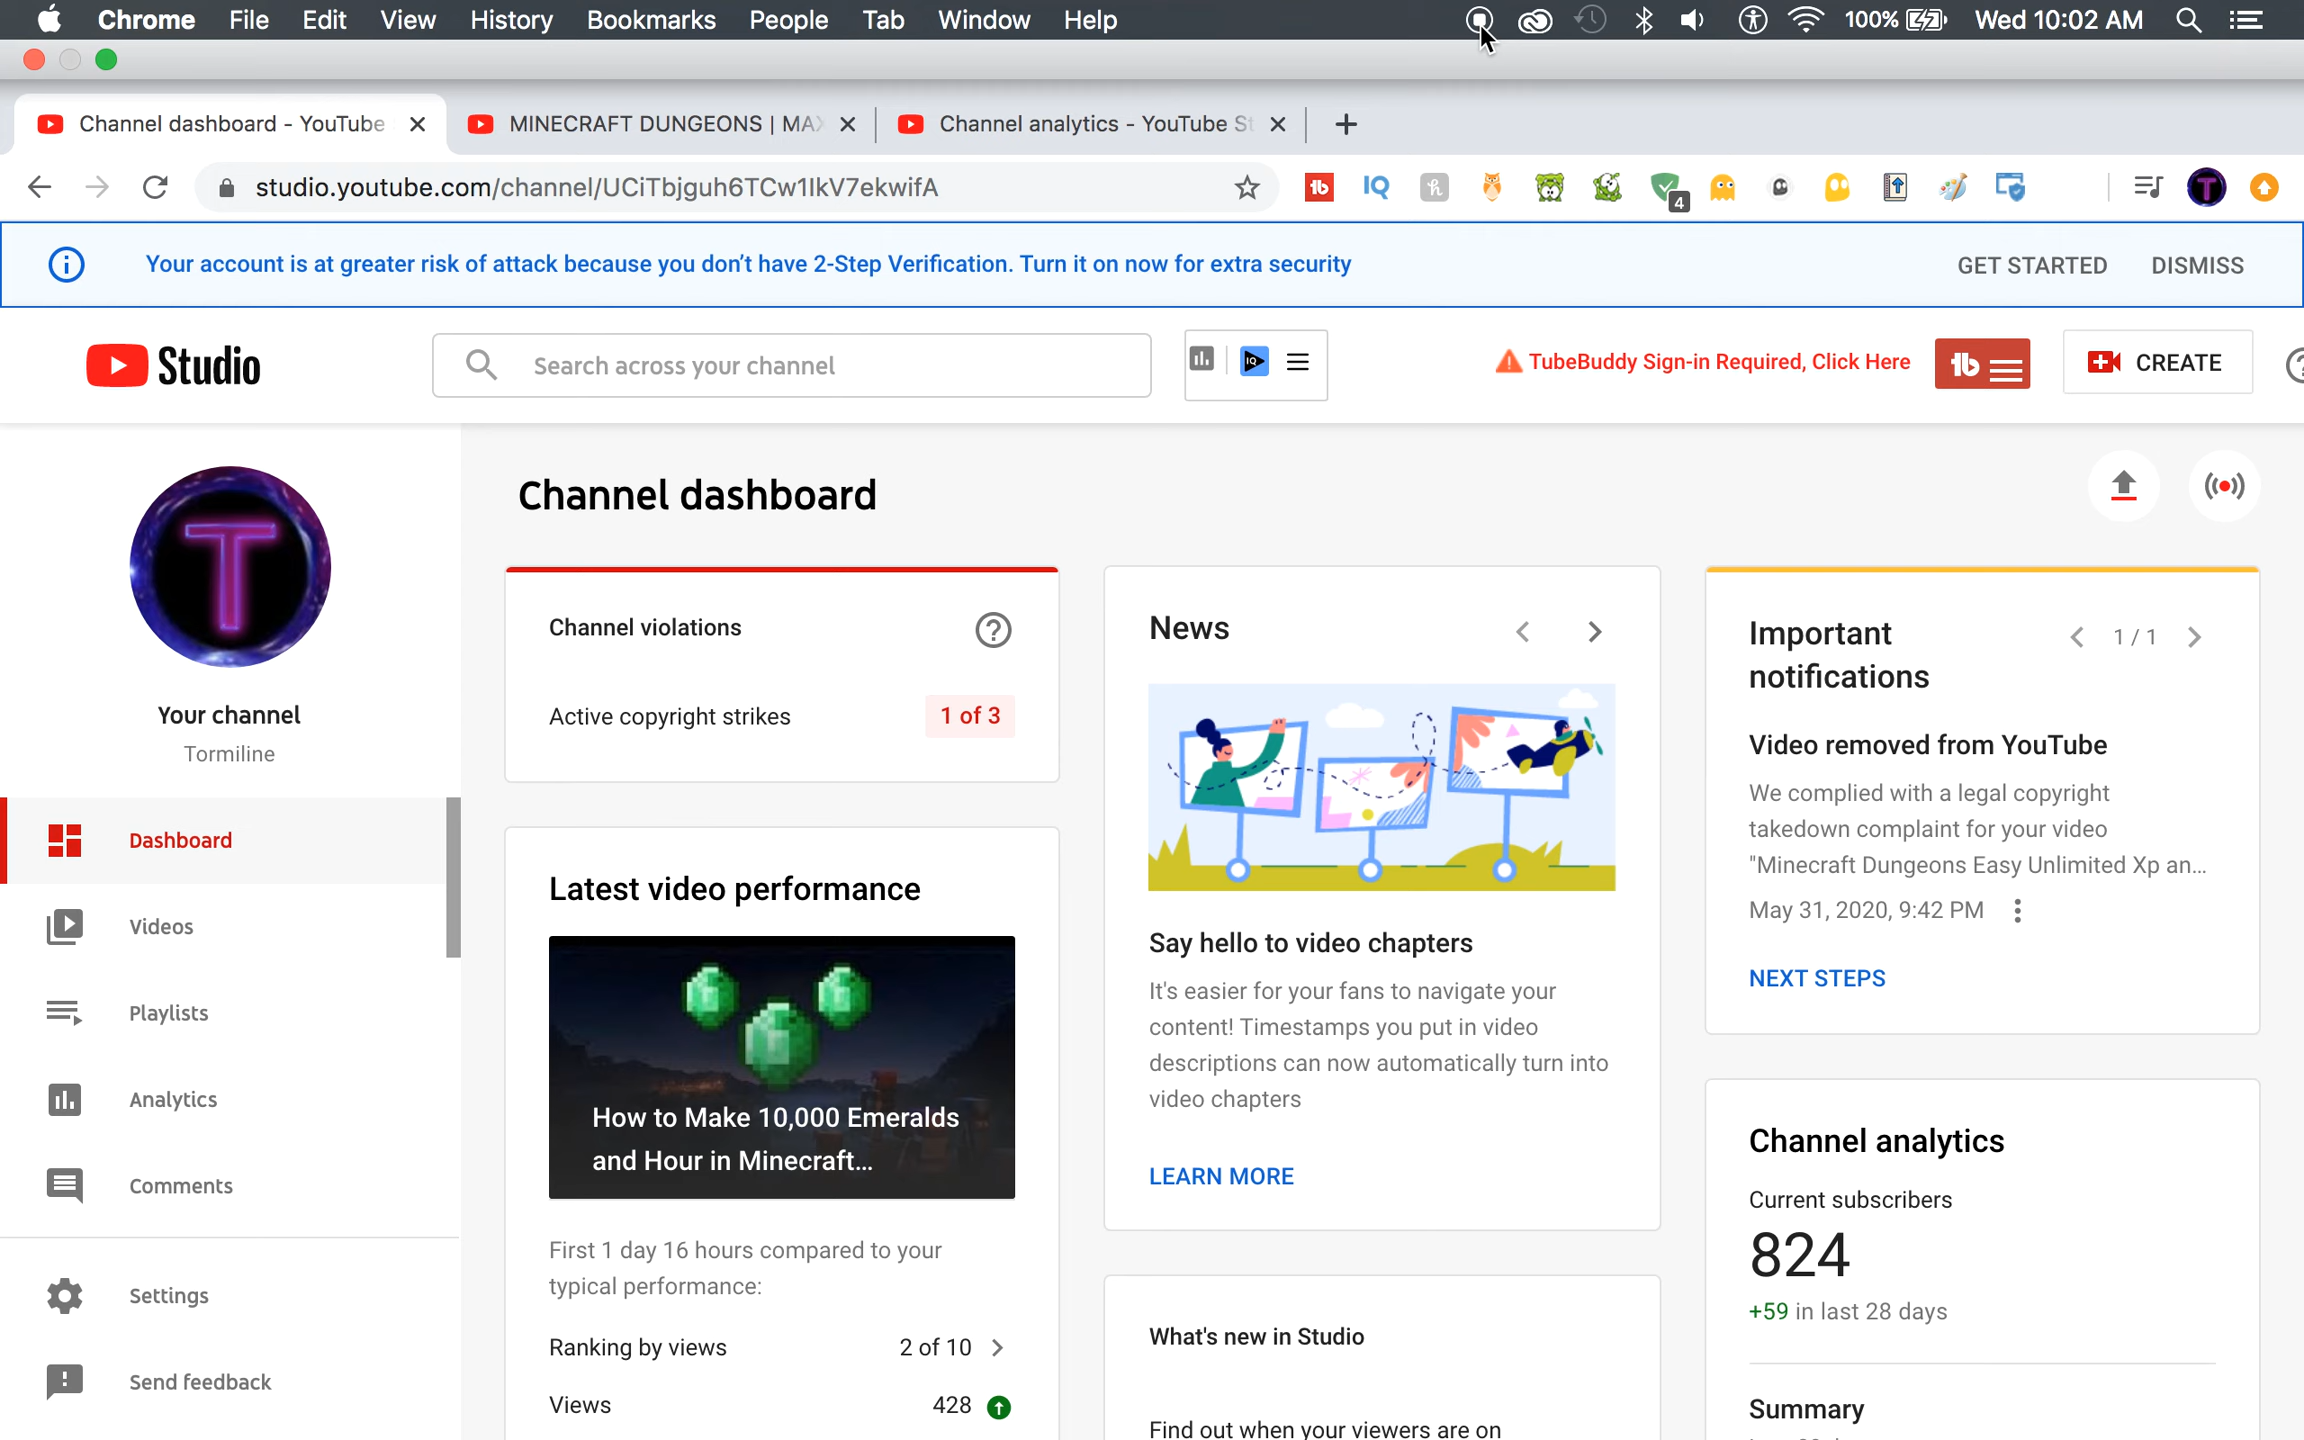 Chrome File Edit View History Bookmarks People Tab Window Help 100% Wed 10:02 AM
Channel dashboard - YouTube
MINECRAFT DUNGEONS | MA
Channel analytics - YouTube St
studio.youtube.com/channel/UCiTbjguh6TCw1IkV7ekwifA
4
Your account is at greater risk of attack because you don’t have 2-Step Verification. Turn it on now for extra security
GET STARTED DISMISS
Studio
Search across your channel
TubeBuddy Sign-in Required, Click Here
CREATE
Your channel
Tormiline
Dashboard
Videos
Playlists
Analytics
Comments
Settings
Send feedback
Channel dashboard
Channel violations
Active copyright strikes 1 of 3
Latest video performance
How to Make 10,000 Emeralds
and Hour in Minecraft...
First 1 day 16 hours compared to your
typical performance:
Ranking by views 2 of 10
Views 428
News
Say hello to video chapters
It's easier for your fans to navigate your
content! Timestamps you put in video
descriptions can now automatically turn into
video chapters
LEARN MORE
What's new in Studio
Find out when your viewers are on
Important
notifications
1 / 1
Video removed from YouTube
We complied with a legal copyright
takedown complaint for your video
"Minecraft Dungeons Easy Unlimited Xp an...
May 31, 2020, 9:42 PM
NEXT STEPS
Channel analytics
Current subscribers
824
+59 in last 28 days
Summary